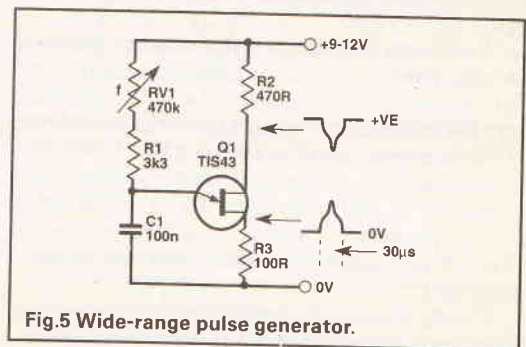 +9-12V
f
RV1
470k
R2
470R
+VE
R1
3k3
Q1
TIS43
C1
100n
0V
30µs
R3
100R
0V
Fig.5 Wide-range pulse generator.